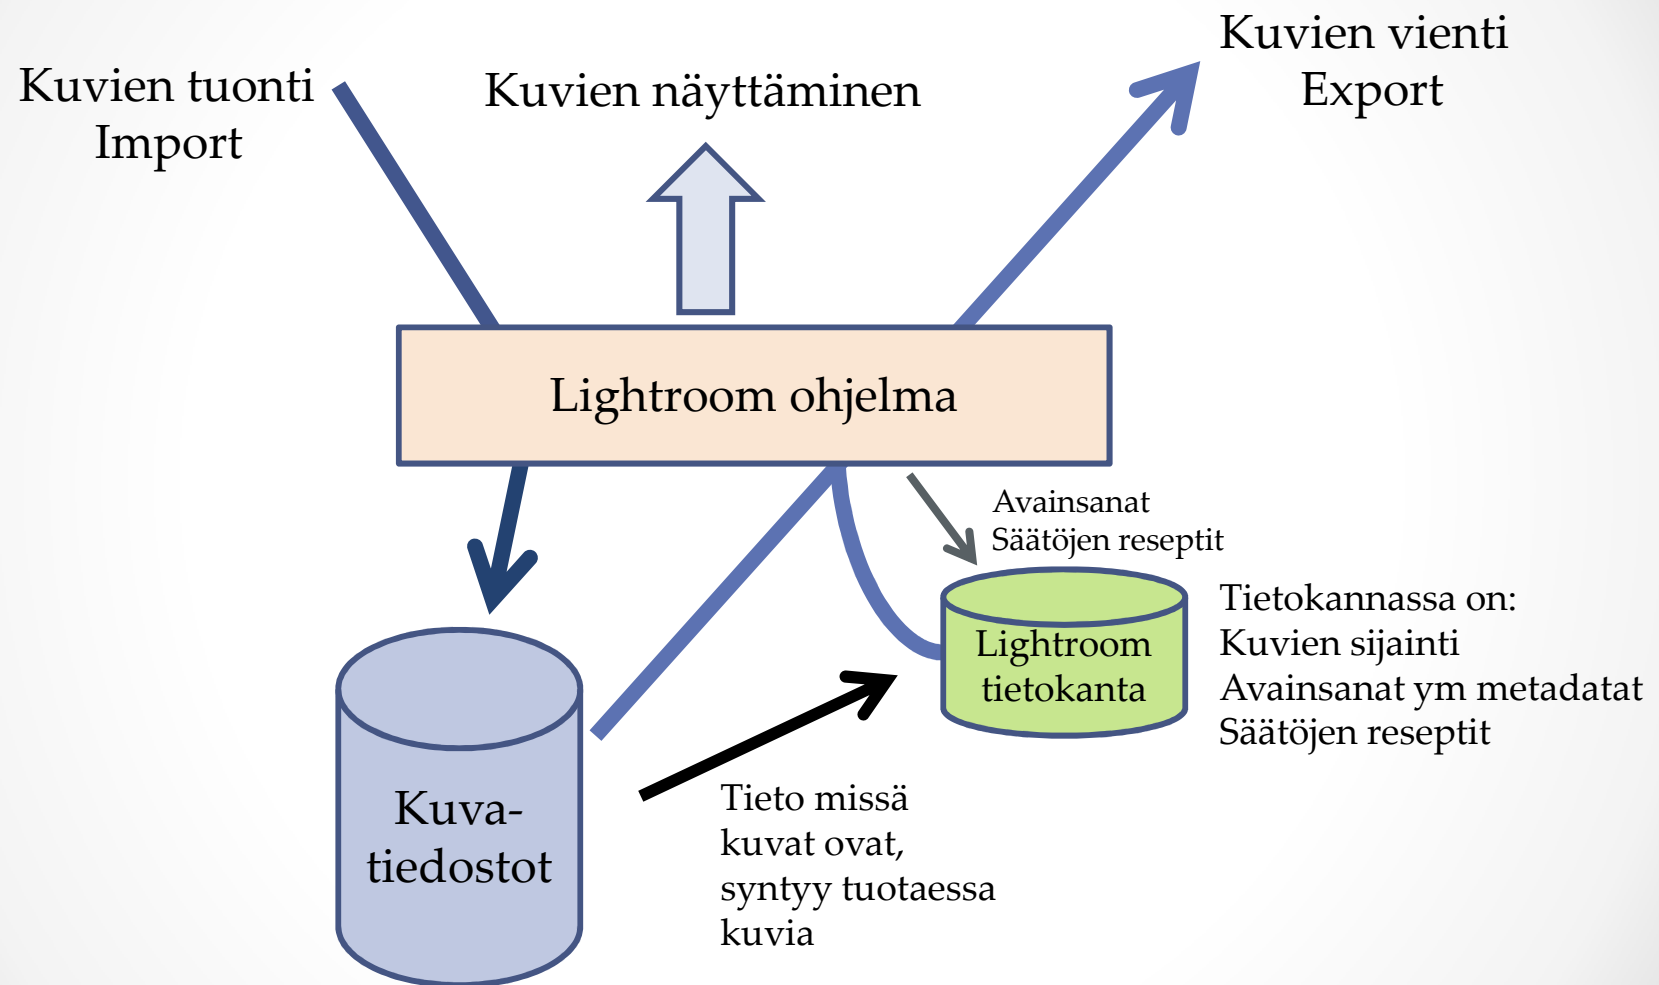 Kuvien tuonti
Import
Kuvien näyttäminen
Kuvien vienti
Export
Lightroom ohjelma
Avainsanat
Säätöjen reseptit
Lightroom
tietokanta
Tietokannassa on:
Kuvien sijainti
Avainsanat ym metadatat
Säätöjen reseptit
Kuva-
tiedostot
Tieto missä
kuvat ovat,
syntyy tuotaessa
kuvia